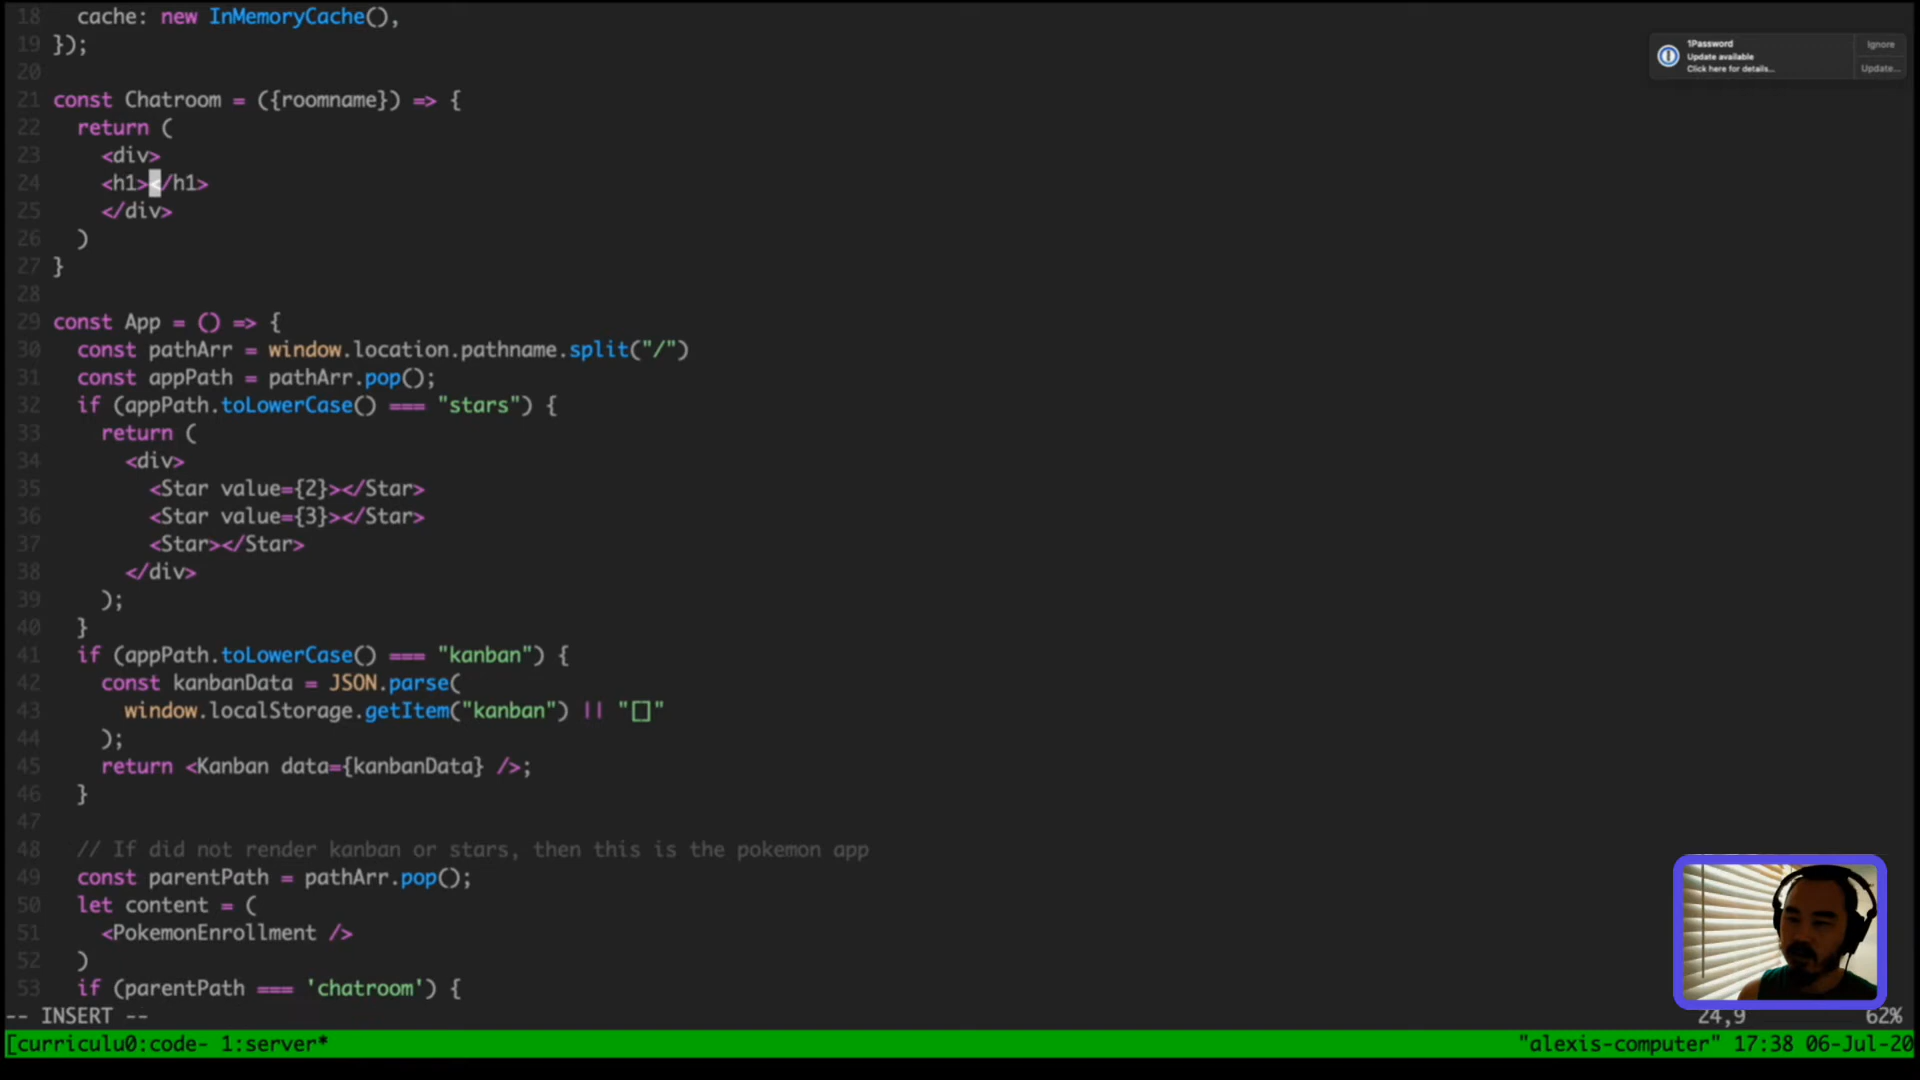 18   cache: new InMemoryCache(),
19 });
20
21 const Chatroom = ({roomname}) => {
22   return (
23     <div>
24     <h1></h1>
25     </div>
26   )
27 }
28
29 const App = () => {
30   const pathArr = window.location.pathname.split("/")
31   const appPath = pathArr.pop();
32   if (appPath.toLowerCase() === "stars") {
33     return (
34       <div>
35         <Star value={2}></Star>
36         <Star value={3}></Star>
37         <Star></Star>
38       </div>
39     );
40   }
41   if (appPath.toLowerCase() === "kanban") {
42     const kanbanData = JSON.parse(
43       window.localStorage.getItem("kanban") || "[]"
44     );
45     return <Kanban data={kanbanData} />;
46   }
47
48   // If did not render kanban or stars, then this is the pokemon app
49   const parentPath = pathArr.pop();
50   let content = (
51     <PokemonEnrollment />
52   )
53   if (parentPath === 'chatroom') {
-- INSERT -- 24,9 62%
[curriculu0:code- 1:server* "alexis-computer" 17:38 06-Jul-20
1Password
Update available
Click here for details...
Ignore
Update...